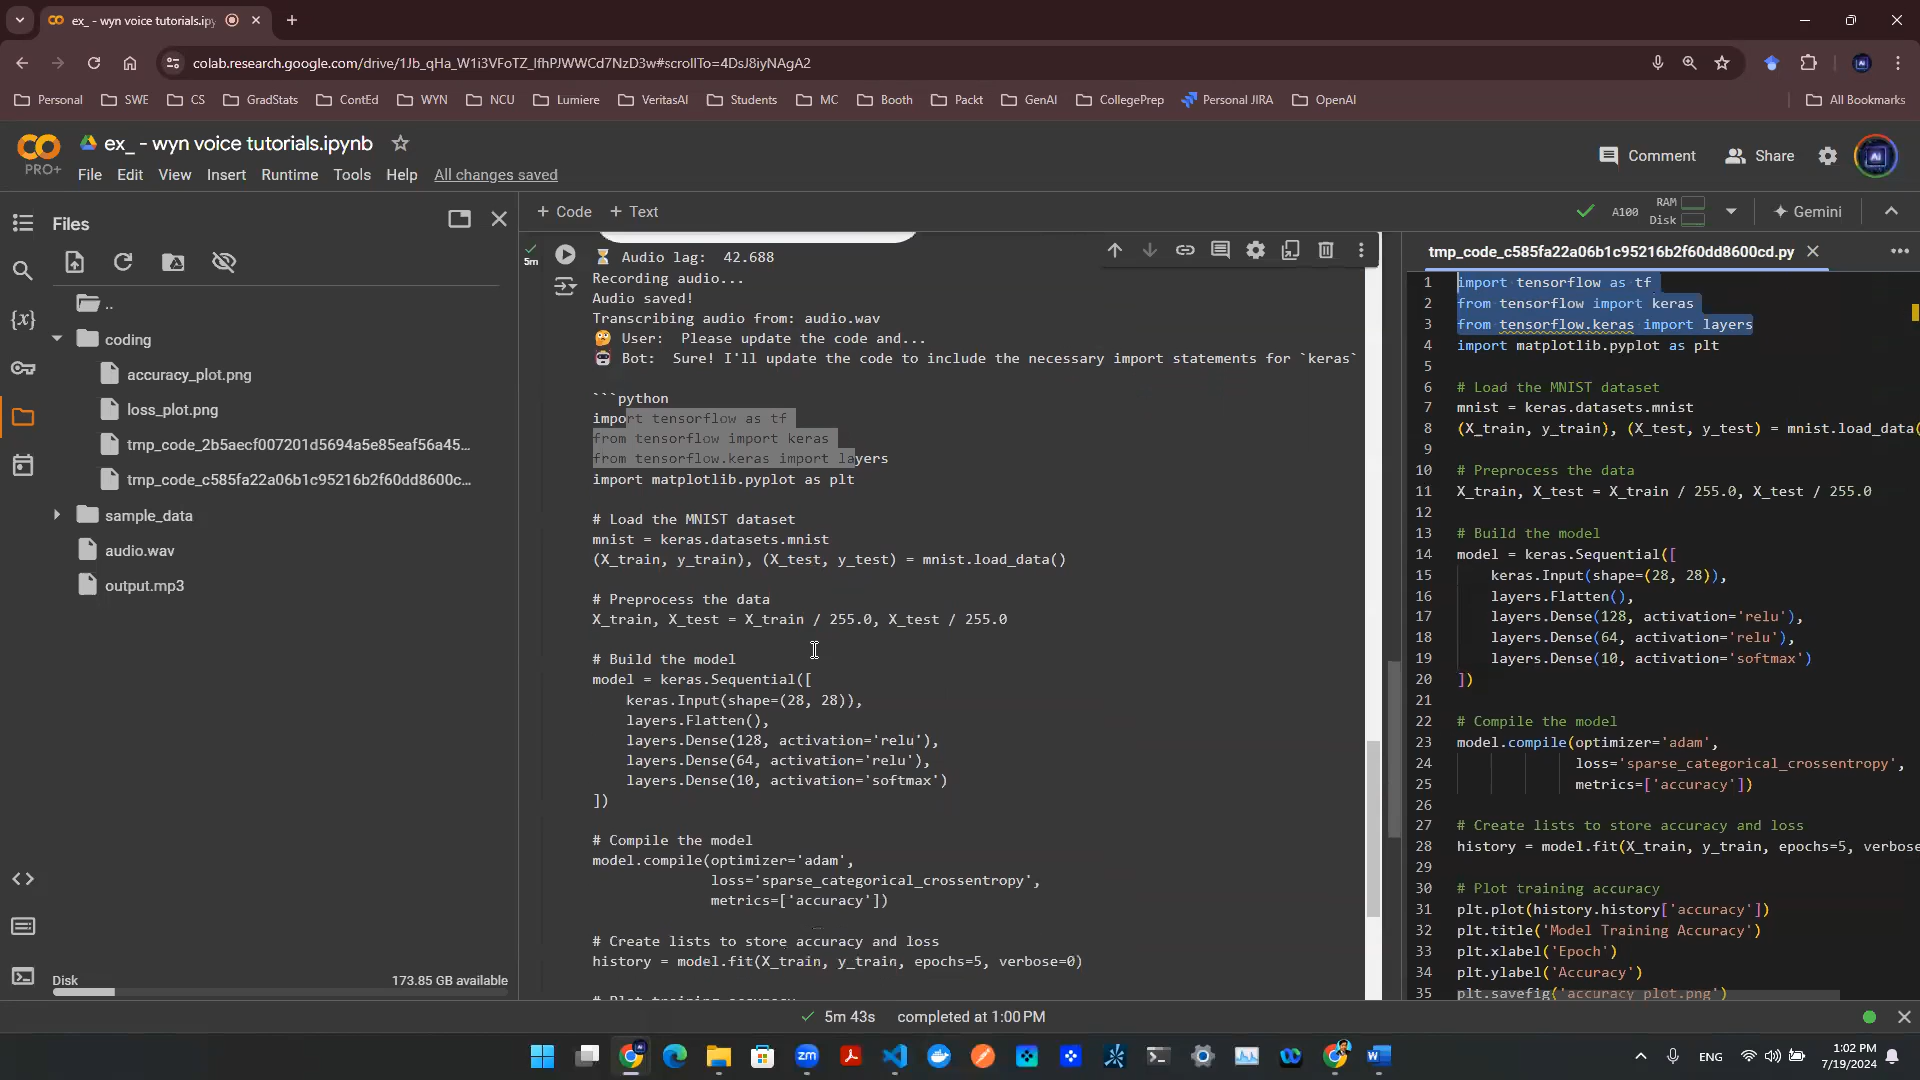 ex_ - wyn voice tutorials.ipy
colab.research.google.com/drive/1Jb_qHa_W1i3VFoTZ_lfhPJWWCd7NzD3w#scrollTo=4DsJ8iyNAgA2
Personal
SWE
CS
GradStats
ContEd
WYN
NCU
Lumiere
VeritasAI
Students
MC
Booth
Packt
GenAI
CollegePrep
Personal JIRA
OpenAI
All Bookmarks
PRO+
ex_ - wyn voice tutorials.ipynb
File Edit View Insert Runtime Tools Help All changes saved
Comment
Share
Files
..
coding
accuracy_plot.png
loss_plot.png
tmp_code_2b5aecf007201d5694a5e85eaf56a45...
tmp_code_c585fa22a06b1c95216b2f60dd8600c...
sample_data
audio.wav
output.mp3
Disk
173.85 GB available
+ Code + Text
A100
RAM
Disk
Gemini
5m
Audio lag: 42.688
Recording audio...
Audio saved!
Transcribing audio from: audio.wav
User: Please update the code and...
Bot: Sure! I'll update the code to include the necessary import statements for `keras`
```python
import tensorflow as tf
from tensorflow import keras
from tensorflow.keras import layers
import matplotlib.pyplot as plt
# Load the MNIST dataset
mnist = keras.datasets.mnist
(X_train, y_train), (X_test, y_test) = mnist.load_data()
# Preprocess the data
X_train, X_test = X_train / 255.0, X_test / 255.0
# Build the model
model = keras.Sequential([
keras.Input(shape=(28, 28)),
layers.Flatten(),
layers.Dense(128, activation='relu'),
layers.Dense(64, activation='relu'),
layers.Dense(10, activation='softmax')
])
# Compile the model
model.compile(optimizer='adam',
loss='sparse_categorical_crossentropy',
metrics=['accuracy'])
# Create lists to store accuracy and loss
history = model.fit(X_train, y_train, epochs=5, verbose=0)
# Plot training accuracy
tmp_code_c585fa22a06b1c95216b2f60dd8600cd.py
1 import tensorflow as tf
2 from tensorflow import keras
3 from tensorflow.keras import layers
4 import matplotlib.pyplot as plt
5
6 # Load the MNIST dataset
7 mnist = keras.datasets.mnist
8 (X_train, y_train), (X_test, y_test) = mnist.load_data(
9
10 # Preprocess the data
11 X_train, X_test = X_train / 255.0, X_test / 255.0
12
13 # Build the model
14 model = keras.Sequential([
15 keras.Input(shape=(28, 28)),
16 layers.Flatten(),
17 layers.Dense(128, activation='relu'),
18 layers.Dense(64, activation='relu'),
19 layers.Dense(10, activation='softmax')
20 ])
21
22 # Compile the model
23 model.compile(optimizer='adam',
24 loss='sparse_categorical_crossentropy',
25 metrics=['accuracy'])
26
27 # Create lists to store accuracy and loss
28 history = model.fit(X_train, y_train, epochs=5, verbose
29
30 # Plot training accuracy
31 plt.plot(history.history['accuracy'])
32 plt.title('Model Training Accuracy')
33 plt.xlabel('Epoch')
34 plt.ylabel('Accuracy')
35 plt.savefig('accuracy_plot.png')
5m 43s completed at 1:00 PM
ENG
1:02 PM
7/19/2024